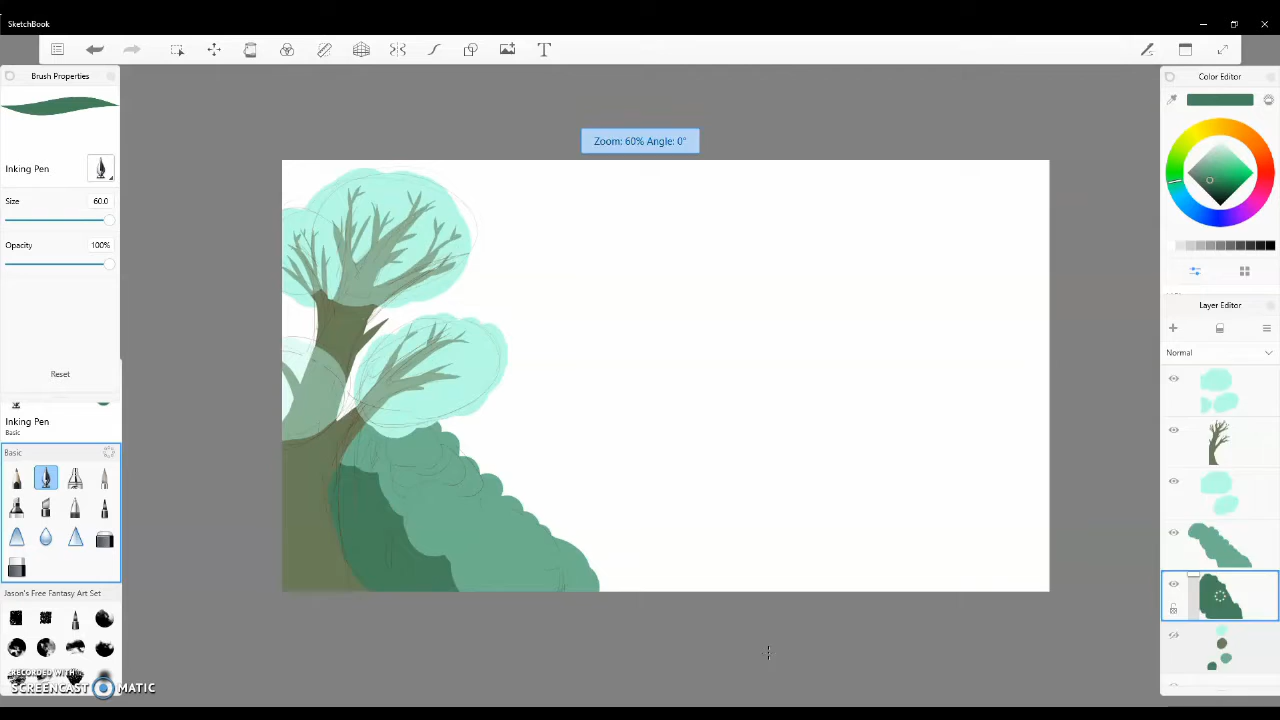 SketchBook
Brush Properties
Color Editor
Zoom: 60% Angle: 0°
Inking Pen
Size 60.0
Opacity 100%
Layer Editor
Normal
Reset
Inking Pen
Basic
Basic
Jason's Free Fantasy Art Set
RECORDED WITH
SCREENCAST MATIC